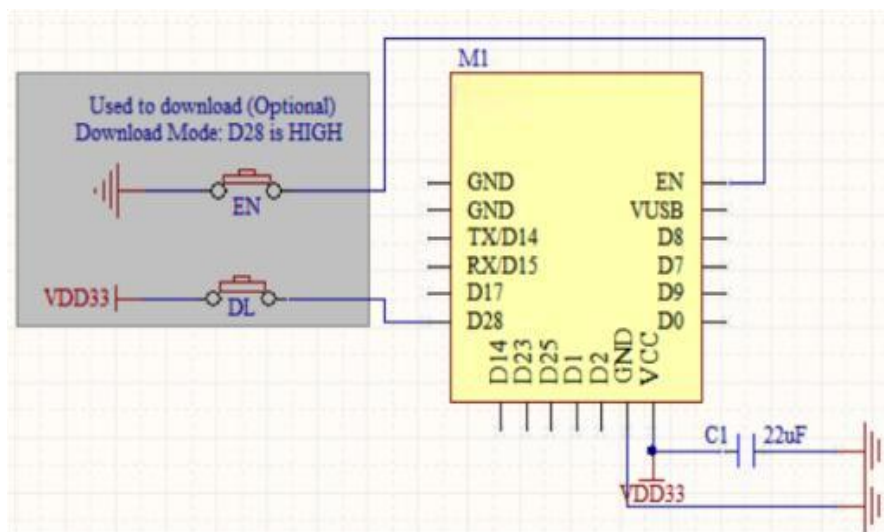 M1
Used to download (Optional)
Download Mode: D28 is HIGH
EN
VDD33
DL
GND
GND
TX/D14
RX/D15
D17
D28
EN
VUSB
D8
D7
D9
D0
D14
D23
D25
D1
D2
GND
VCC
C1
22uF
VDD33